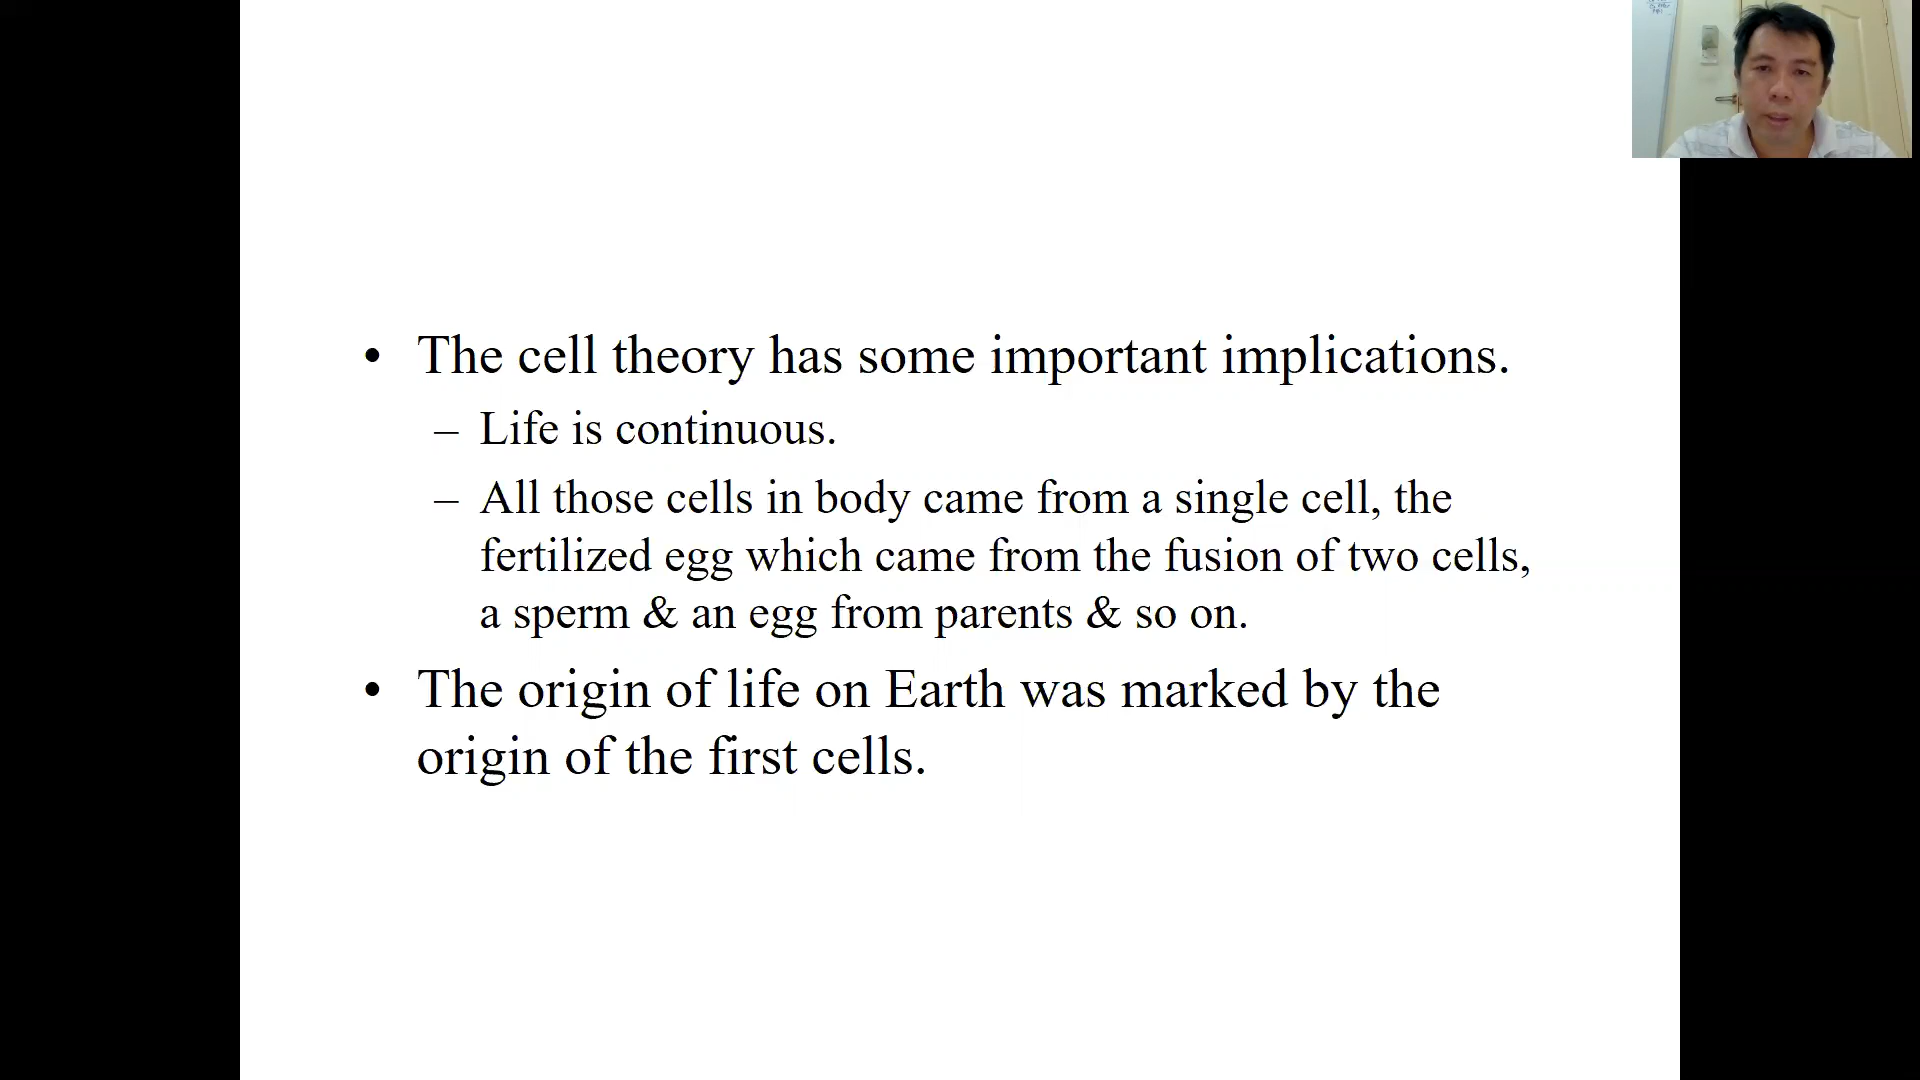 • The cell theory has some important implications.
– Life is continuous.
– All those cells in body came from a single cell, the
fertilized egg which came from the fusion of two cells,
a sperm & an egg from parents & so on.
• The origin of life on Earth was marked by the
origin of the first cells.